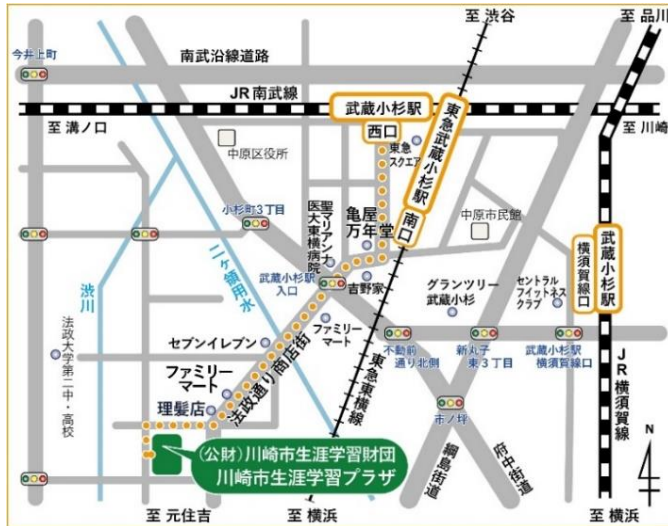 至 渋谷
至 品川
今井上町
南武沿線道路
JR南武線
武蔵小杉駅
西口
至 溝ノ口
至 川崎
中原区役所
東急
スクエア
東急武蔵小杉駅
南口
小杉町3丁目
聖マリアンナ
医大東横病院
亀屋
万年堂
中原市民館
武蔵小杉駅
横須賀線口
渋川
二ヶ領用水
武蔵小杉駅
入口
吉野家
グランツリー
武蔵小杉
セントラル
フィットネス
クラブ
セブンイレブン
ファミリー
マート
法政大学第二中・高校
法政通り商店街
東急東横線
不動前
通り北側
新丸子
東3丁目
武蔵小杉駅
横須賀線口
JR横須賀線
ファミリー
マート
理髪店
市ノ坪
(公財)川崎市生涯学習財団
川崎市生涯学習プラザ
綱島街道
府中街道
N
至 元住吉
至 横浜
至 横浜